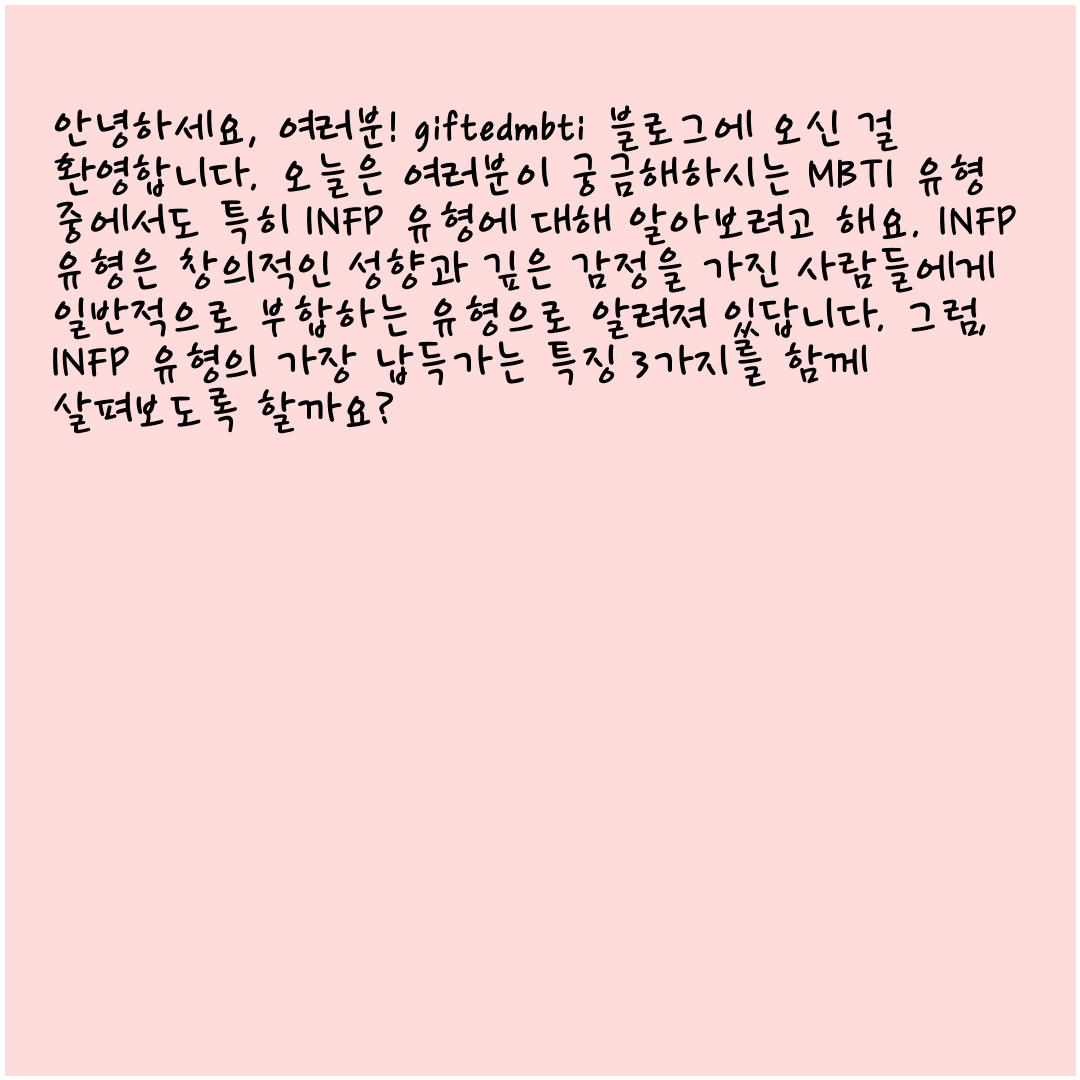 안녕하세요, 여러분! giftedmbti 블로그에 오신 걸
환영합니다. 오늘은 여러분이 궁금해하시는 MBTI 유형
중에서도 특히 INFP 유형에 대해 알아보려고 해요. INFP
유형은 창의적인 성향과 깊은 감정을 가진 사람들에게
일반적으로 부합하는 유형으로 알려져 있답니다. 그럼,
INFP 유형의 가장 납득가는 특징 3가지를 함께
살펴보도록 할까요?